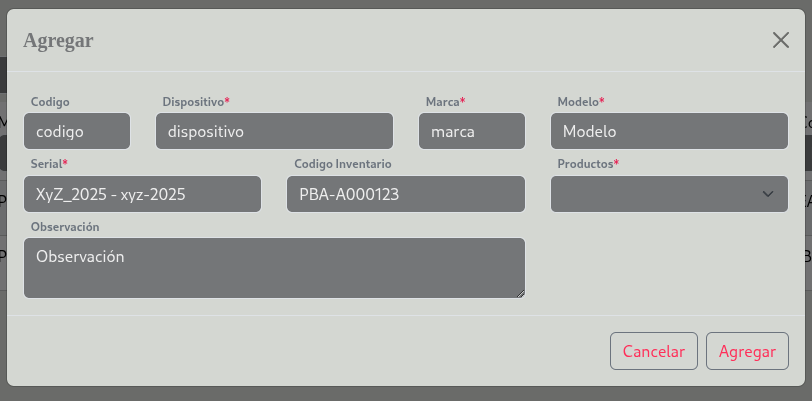 Agregar
Codigo
Dispositivo*
Marca*
Modelo*
codigo
dispositivo
marca
Modelo
Serial*
Codigo Inventario
Productos*
XyZ_2025 - xyz-2025
PBA-A000123
Observación
Observación
Cancelar
Agregar